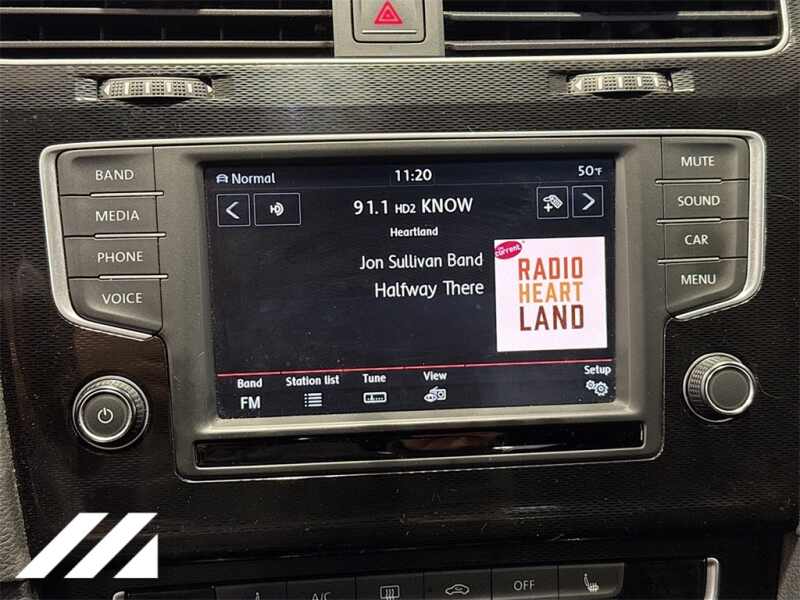 BAND
MEDIA
PHONE
VOICE
Normal
11:20
50°F
91.1 HD2 KNOW
Heartland
Jon Sullivan Band
Halfway There
the current
RADIO
HEART
LAND
Band
Station list
Tune
View
Setup
FM
MUTE
SOUND
CAR
MENU
A/C
OFF